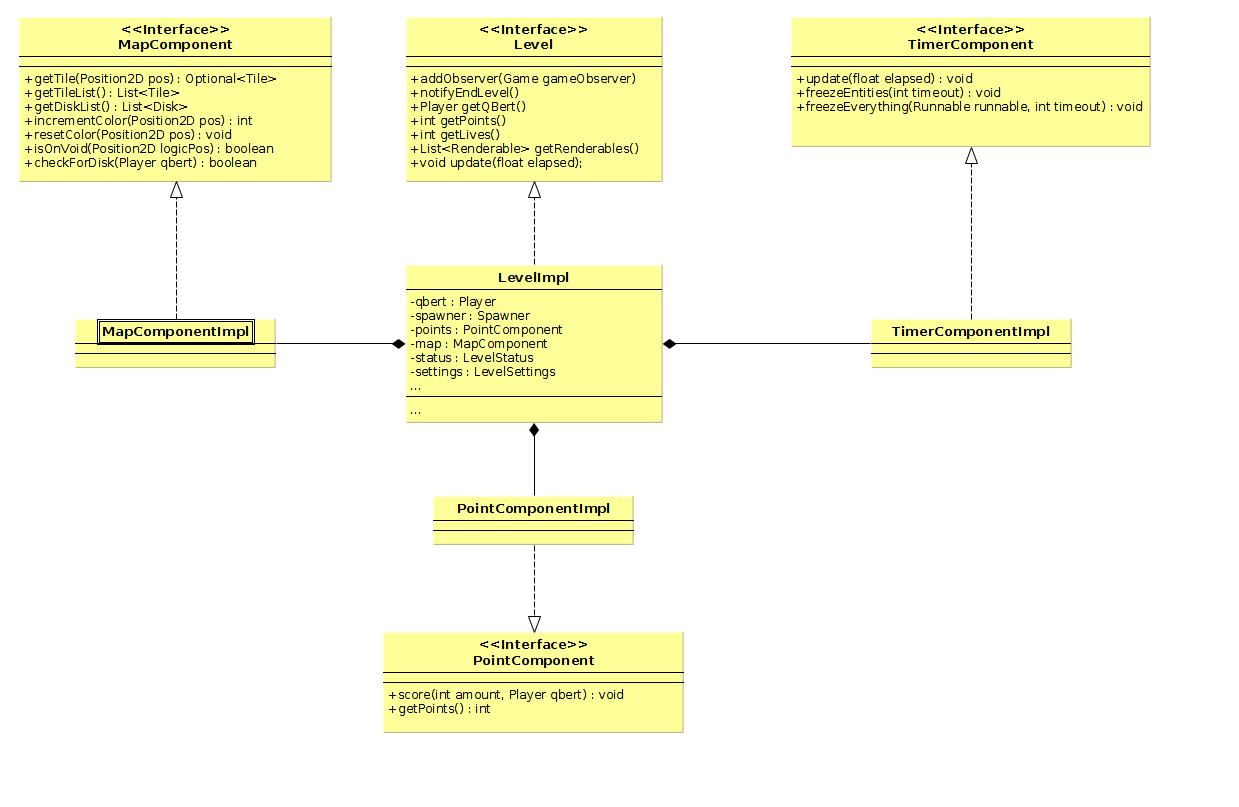 <<Interface>>
MapComponent
+getTile(Position2D pos) : Optional<Tile>
+getTileList() : List<Tile>
+getDiskList() : List<Disk>
+incrementColor(Position2D pos) : int
+resetColor(Position2D pos) : void
+isOnVoid(Position2D logicPos) : boolean
+checkForDisk(Player qbert) : boolean
<<Interface>>
Level
+addObserver(Game gameObserver)
+notifyEndLevel()
+Player getQBert()
+int getPoints()
+int getLives()
+List<Renderable> getRenderables()
+void update(float elapsed);
<<Interface>>
TimerComponent
+update(float elapsed) : void
+freezeEntities(int timeout) : void
+freezeEverything(Runnable runnable, int timeout) : void
MapComponentImpl
LevelImpl
-qbert : Player
-spawner : Spawner
-points : PointComponent
-map : MapComponent
-status : LevelStatus
-settings : LevelSettings
...
...
TimerComponentImpl
PointComponentImpl
<<Interface>>
PointComponent
+score(int amount, Player qbert) : void
+getPoints() : int